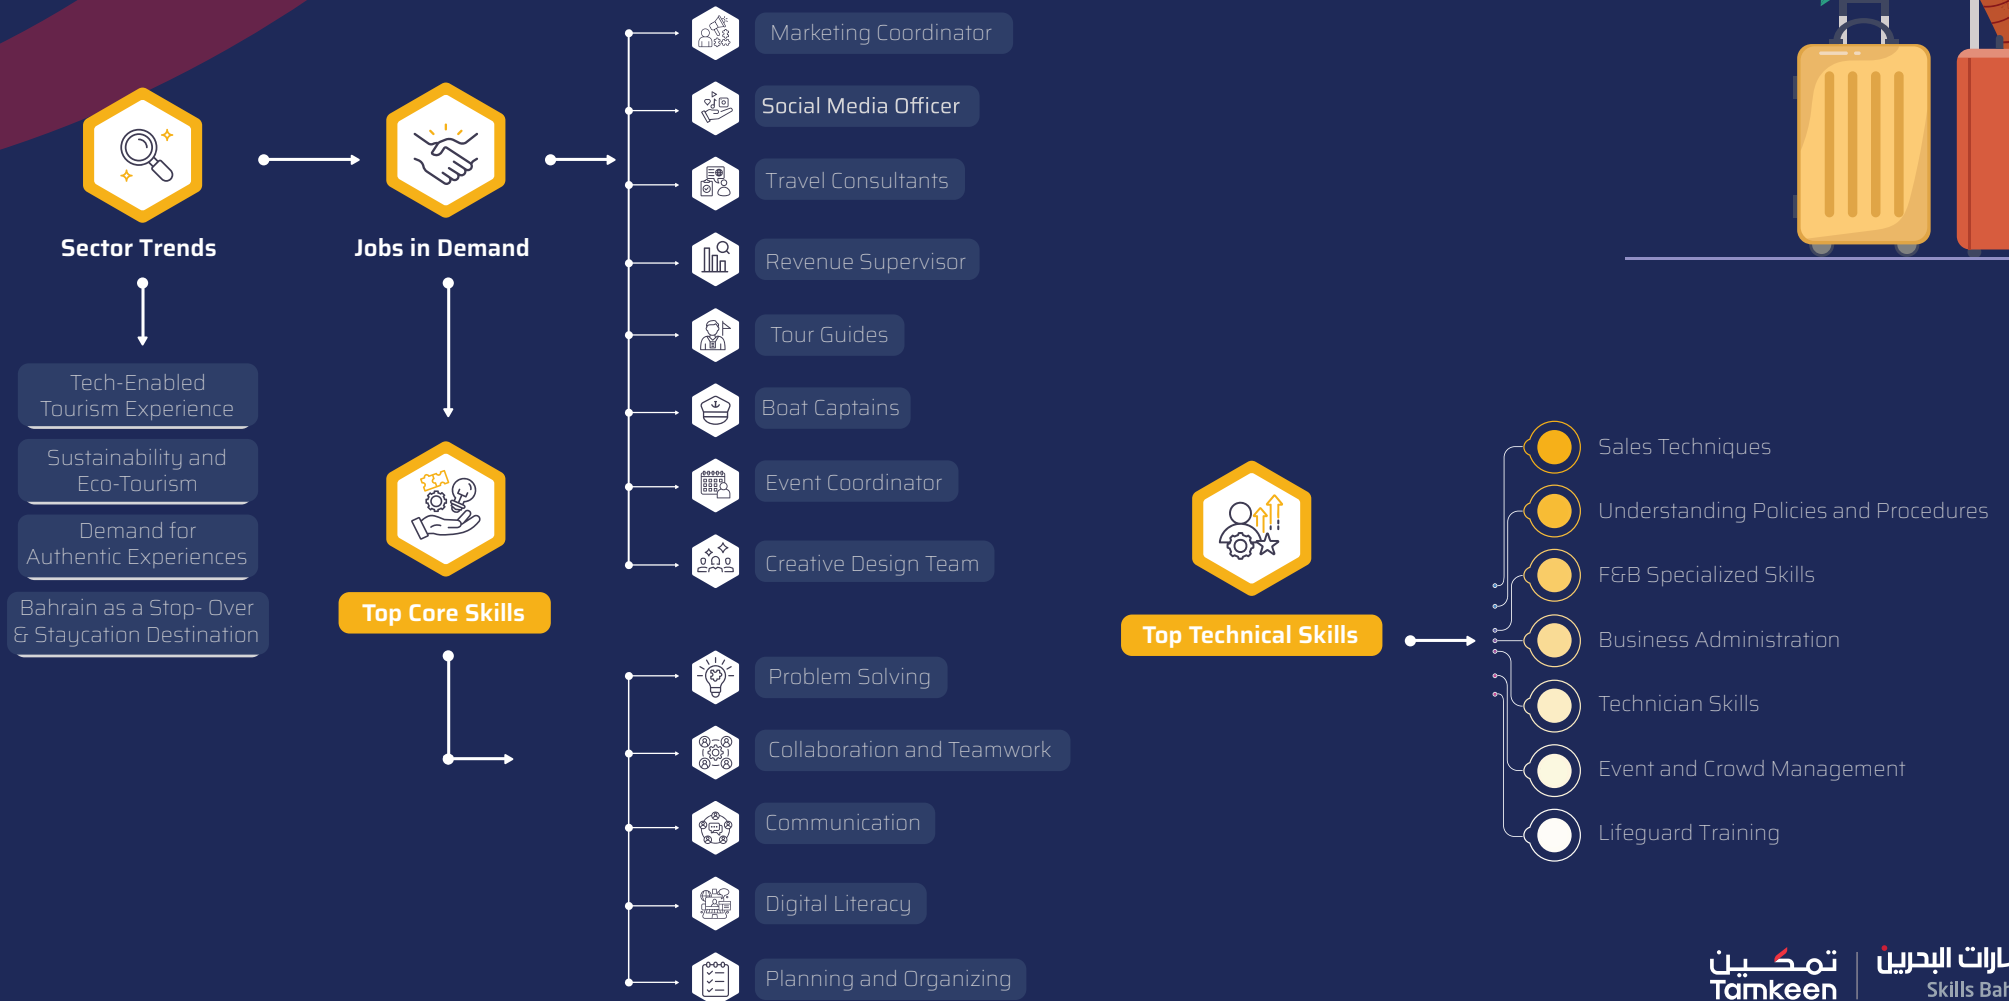 Sector Trends
Tech-Enabled
Tourism Experience
Sustainability and
Eco-Tourism
Demand for
Authentic Experiences
Bahrain as a Stop- Over
& Staycation Destination
Jobs in Demand
Marketing Coordinator
Social Media Officer
Travel Consultants
Revenue Supervisor
Tour Guides
Boat Captains
Event Coordinator
Creative Design Team
Top Core Skills
Problem Solving
Collaboration and Teamwork
Communication
Digital Literacy
Planning and Organizing
Top Technical Skills
Sales Techniques
Understanding Policies and Procedures
F&B Specialized Skills
Business Administration
Technician Skills
Event and Crowd Management
Lifeguard Training
تمكين
Tamkeen
البحرين
Skills